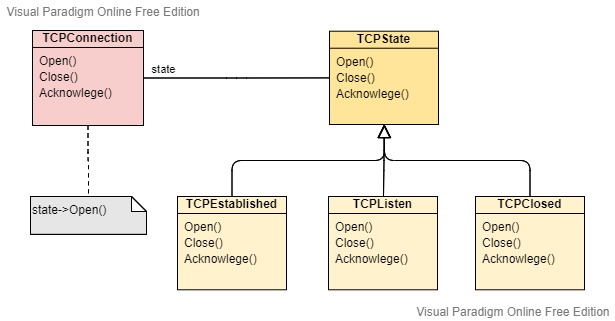 Visual Paradigm Online Free Edition
TCPConnection
Open()
Close()
Acknowlege()
state
TCPState
Open()
Close()
Acknowlege()
state->Open()
TCPEstablished
Open()
Close()
Acknowlege()
TCPListen
Open()
Close()
Acknowlege()
TCPClosed
Open()
Close()
Acknowlege()
Visual Paradigm Online Free Edition